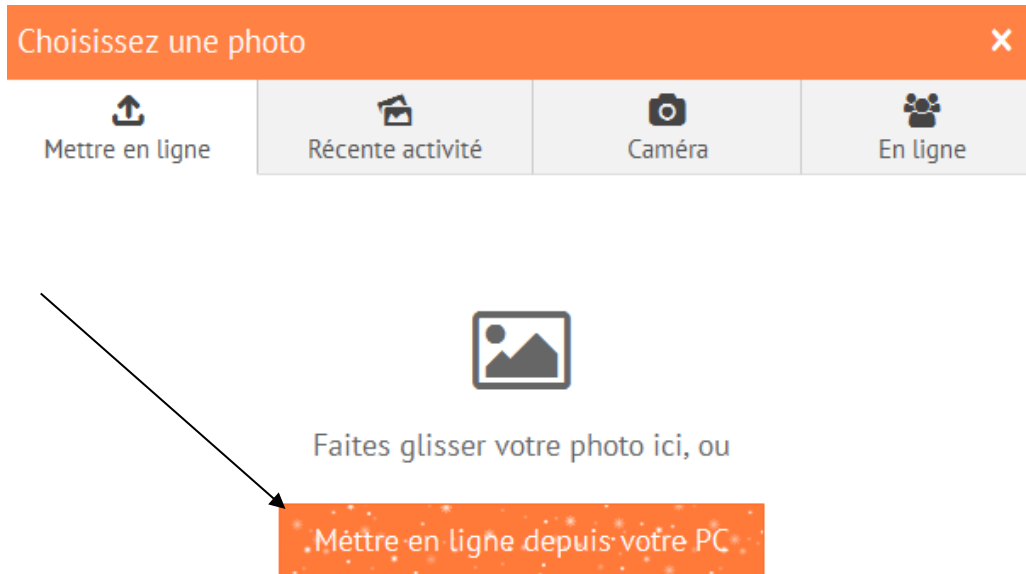 Choisissez une photo
Mettre en ligne
Récente activité
Caméra
En ligne
Faites glisser votre photo ici, ou
Mettre en ligne depuis votre PC